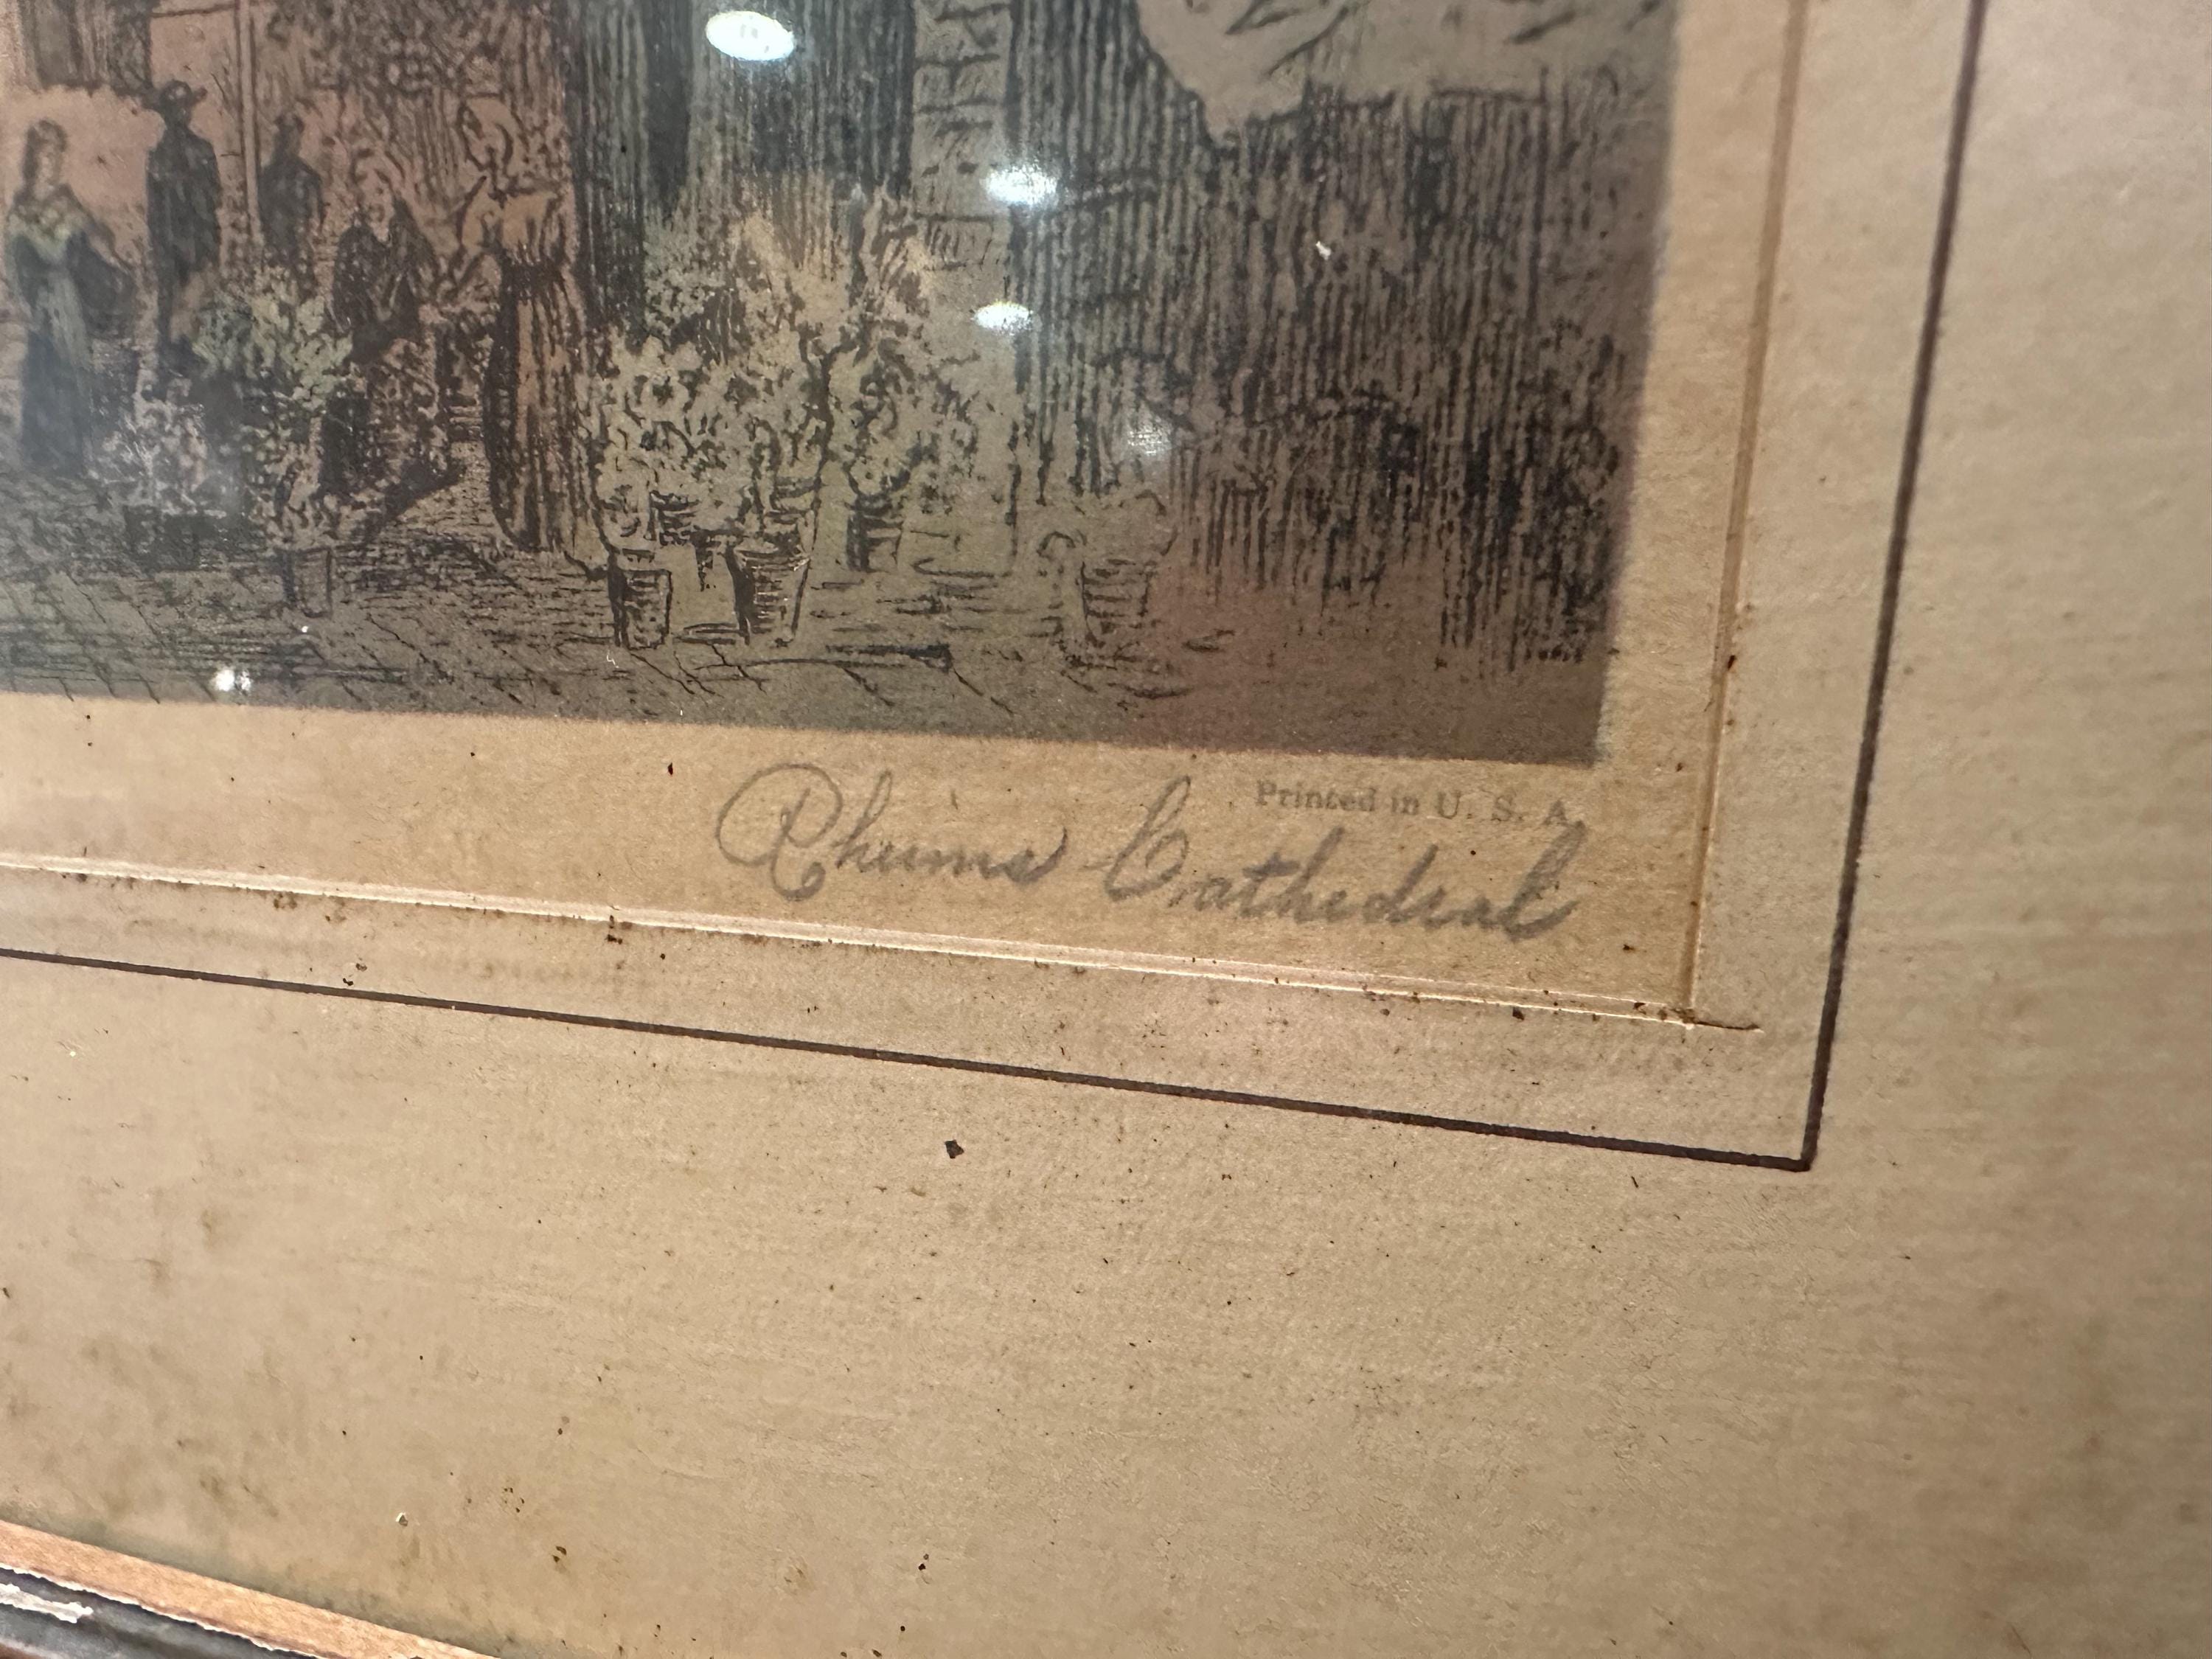 Printed in U. S. A.
Rheims Cathedral